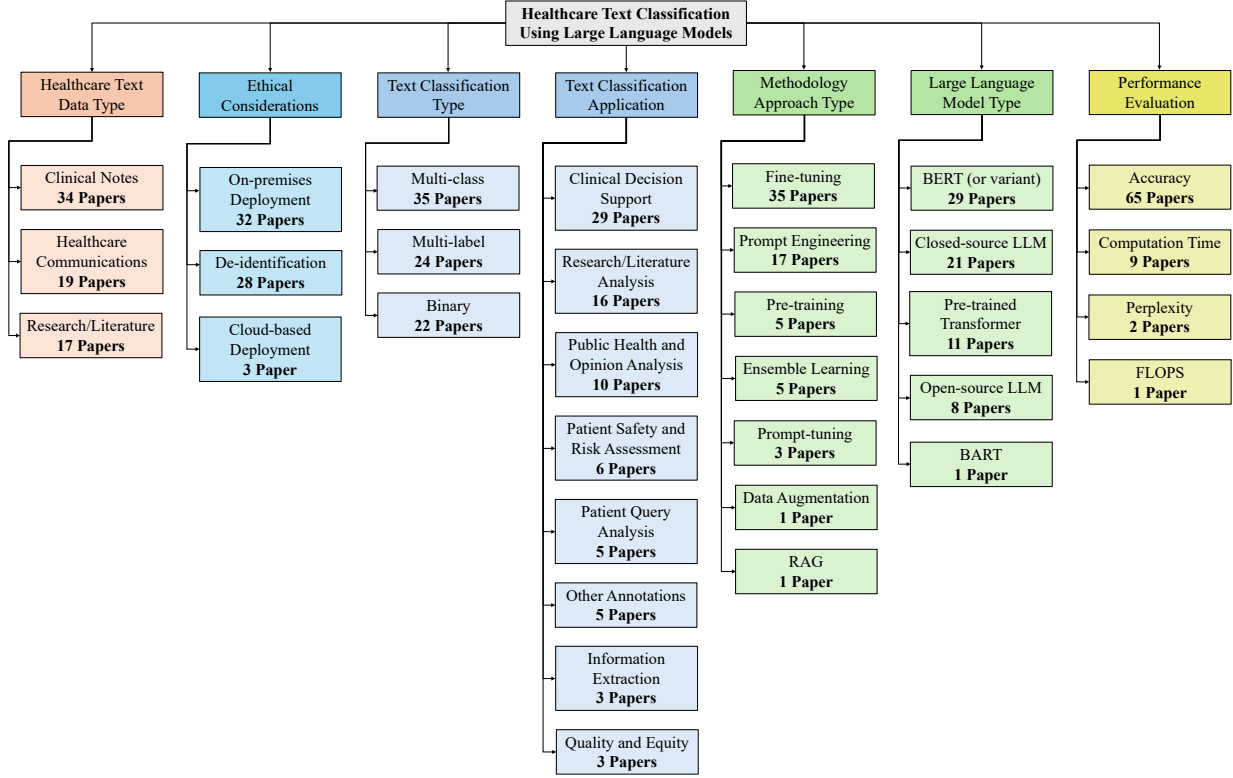 Healthcare Text Classification
Using Large Language Models
Healthcare Text
Data Type
Clinical Notes
34 Papers
Healthcare
Communications
19 Papers
Research/Literature
17 Papers
Ethical
Considerations
On-premises
Deployment
32 Papers
De-identification
28 Papers
Cloud-based
Deployment
3 Paper
Text Classification
Type
Multi-class
35 Papers
Multi-label
24 Papers
Binary
22 Papers
Text Classification
Application
Clinical Decision
Support
29 Papers
Research/Literature
Analysis
16 Papers
Public Health and
Opinion Analysis
10 Papers
Patient Safety and
Risk Assessment
6 Papers
Patient Query
Analysis
5 Papers
Other Annotations
5 Papers
Information
Extraction
3 Papers
Quality and Equity
3 Papers
Methodology
Approach Type
Fine-tuning
35 Papers
Prompt Engineering
17 Papers
Pre-training
5 Papers
Ensemble Learning
5 Papers
Prompt-tuning
3 Papers
Data Augmentation
1 Paper
RAG
1 Paper
Large Language
Model Type
BERT (or variant)
29 Papers
Closed-source LLM
21 Papers
Pre-trained
Transformer
11 Papers
Open-source LLM
8 Papers
BART
1 Paper
Performance
Evaluation
Accuracy
65 Papers
Computation Time
9 Papers
Perplexity
2 Papers
FLOPS
1 Paper